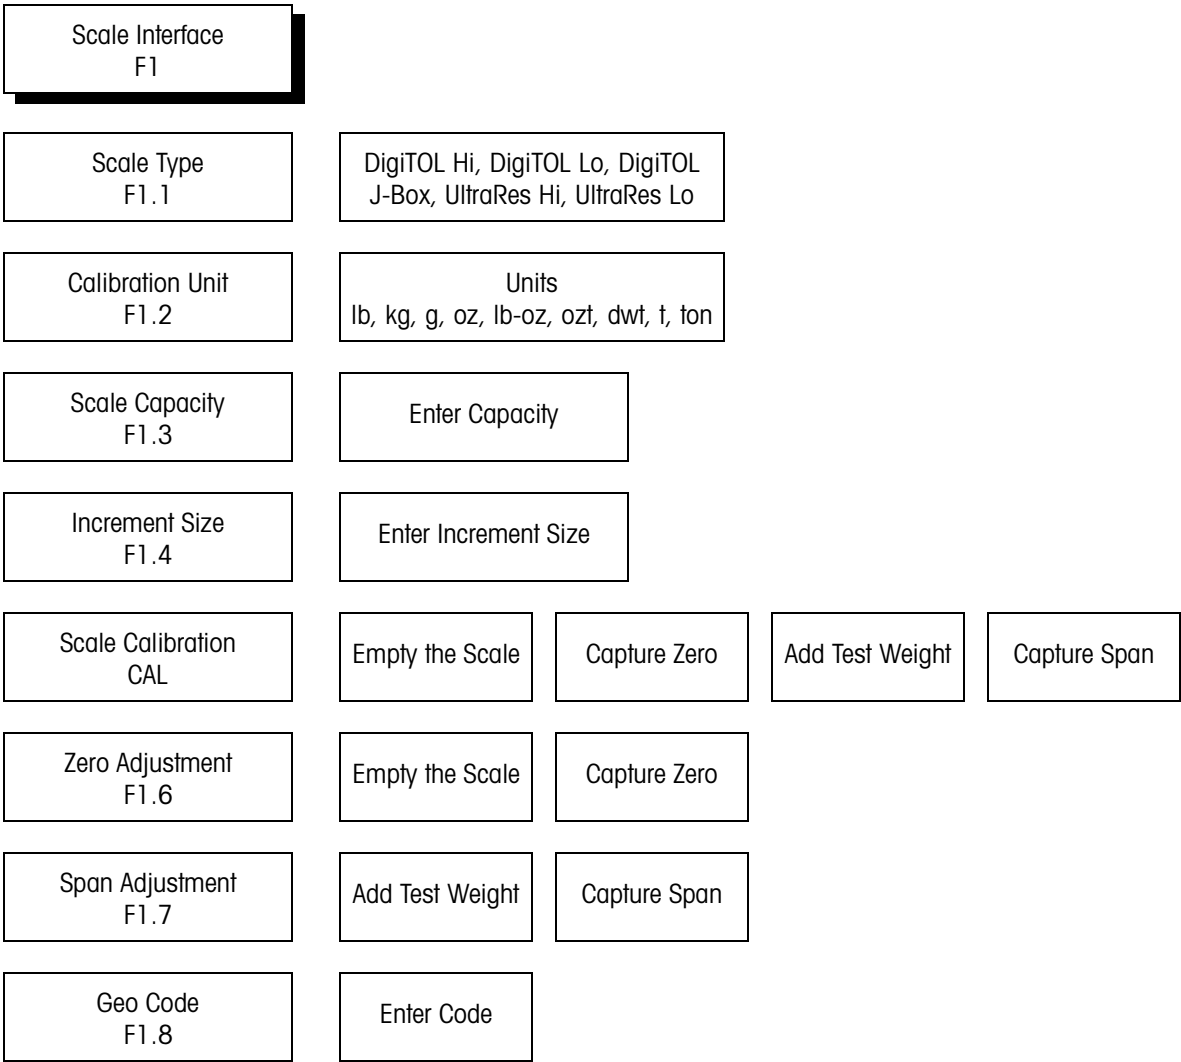 Scale Interface
F1
Scale Type
F1.1
DigiTOL Hi, DigiTOL Lo, DigiTOL
J-Box, UltraRes Hi, UltraRes Lo
Calibration Unit
F1.2
Units
lb, kg, g, oz, lb-oz, ozt, dwt, t, ton
Scale Capacity
F1.3
Enter Capacity
Increment Size
F1.4
Enter Increment Size
Scale Calibration
CAL
Empty the Scale
Capture Zero
Add Test Weight
Capture Span
Zero Adjustment
F1.6
Empty the Scale
Capture Zero
Span Adjustment
F1.7
Add Test Weight
Capture Span
Geo Code
F1.8
Enter Code